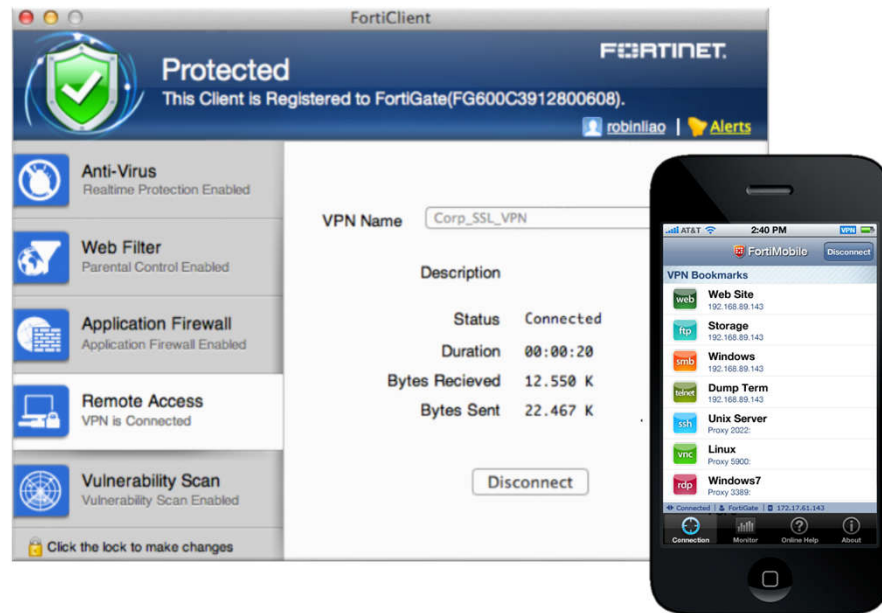 FortiClient
FORTINET.
Protected
This Client is Registered to FortiGate(FG600C3912800608).
robinliao | Alerts
Anti-Virus
Realtime Protection Enabled
Web Filter
Parental Control Enabled
Application Firewall
Application Firewall Enabled
Remote Access
VPN is Connected
Vulnerability Scan
Vulnerability Scan Enabled
Click the lock to make changes
VPN Name Corp_SSL_VPN
Description
Status Connected
Duration 00:00:20
Bytes Recieved 12.550 K
Bytes Sent 22.467 K
Disconnect
AT&T 2:40 PM VPN
FortiMobile Disconnect
VPN Bookmarks
web Web Site
192.168.89.143
ftp Storage
192.168.89.143
smb Windows
192.168.89.143
telnet Dump Term
192.168.89.143
ssh Unix Server
Proxy 2022:
vnc Linux
Proxy 5900:
rdp Windows7
Proxy 3389:
Connected | FortiGate | 172.17.61.143
Connection Monitor Online Help About